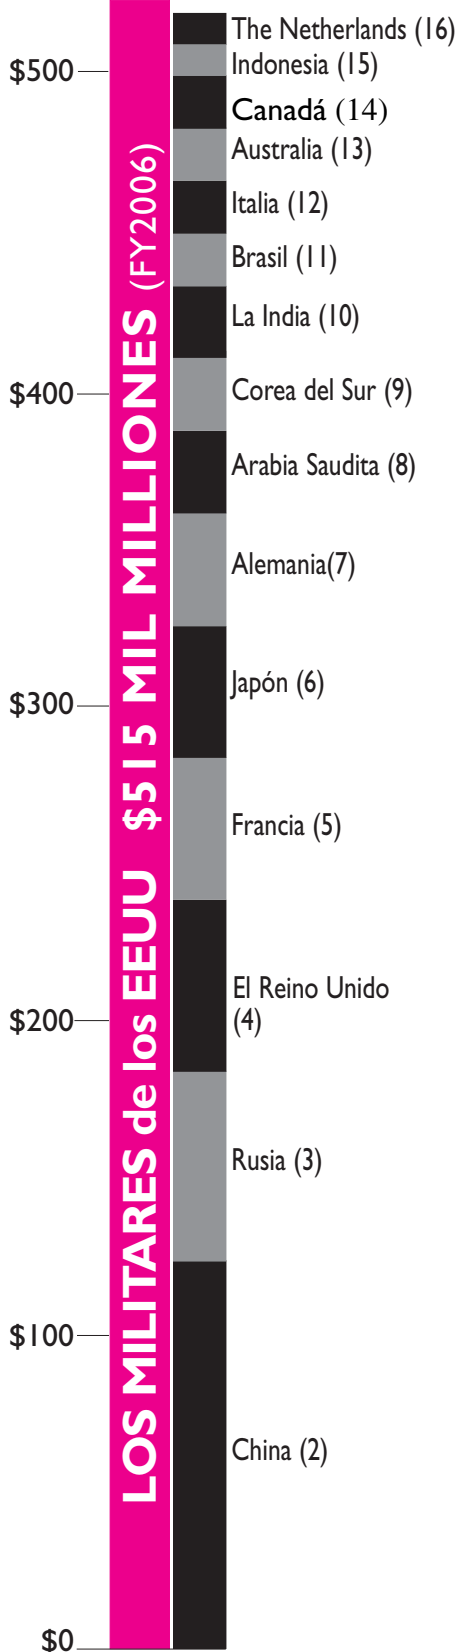 The Netherlands (16)
$500
Indonesia (15)
Canadá (14)
Australia (13)
Italia (12)
Brasil (11)
La India (10)
$400
Corea del Sur (9)
Arabia Saudita (8)
Alemania(7)
$300
Japón (6)
Francia (5)
El Reino Unido
(4)
$200
Rusia (3)
$100
China (2)
$0
LOS MILITARES de los EEUU $515 MIL MILLIONES (FY2006)